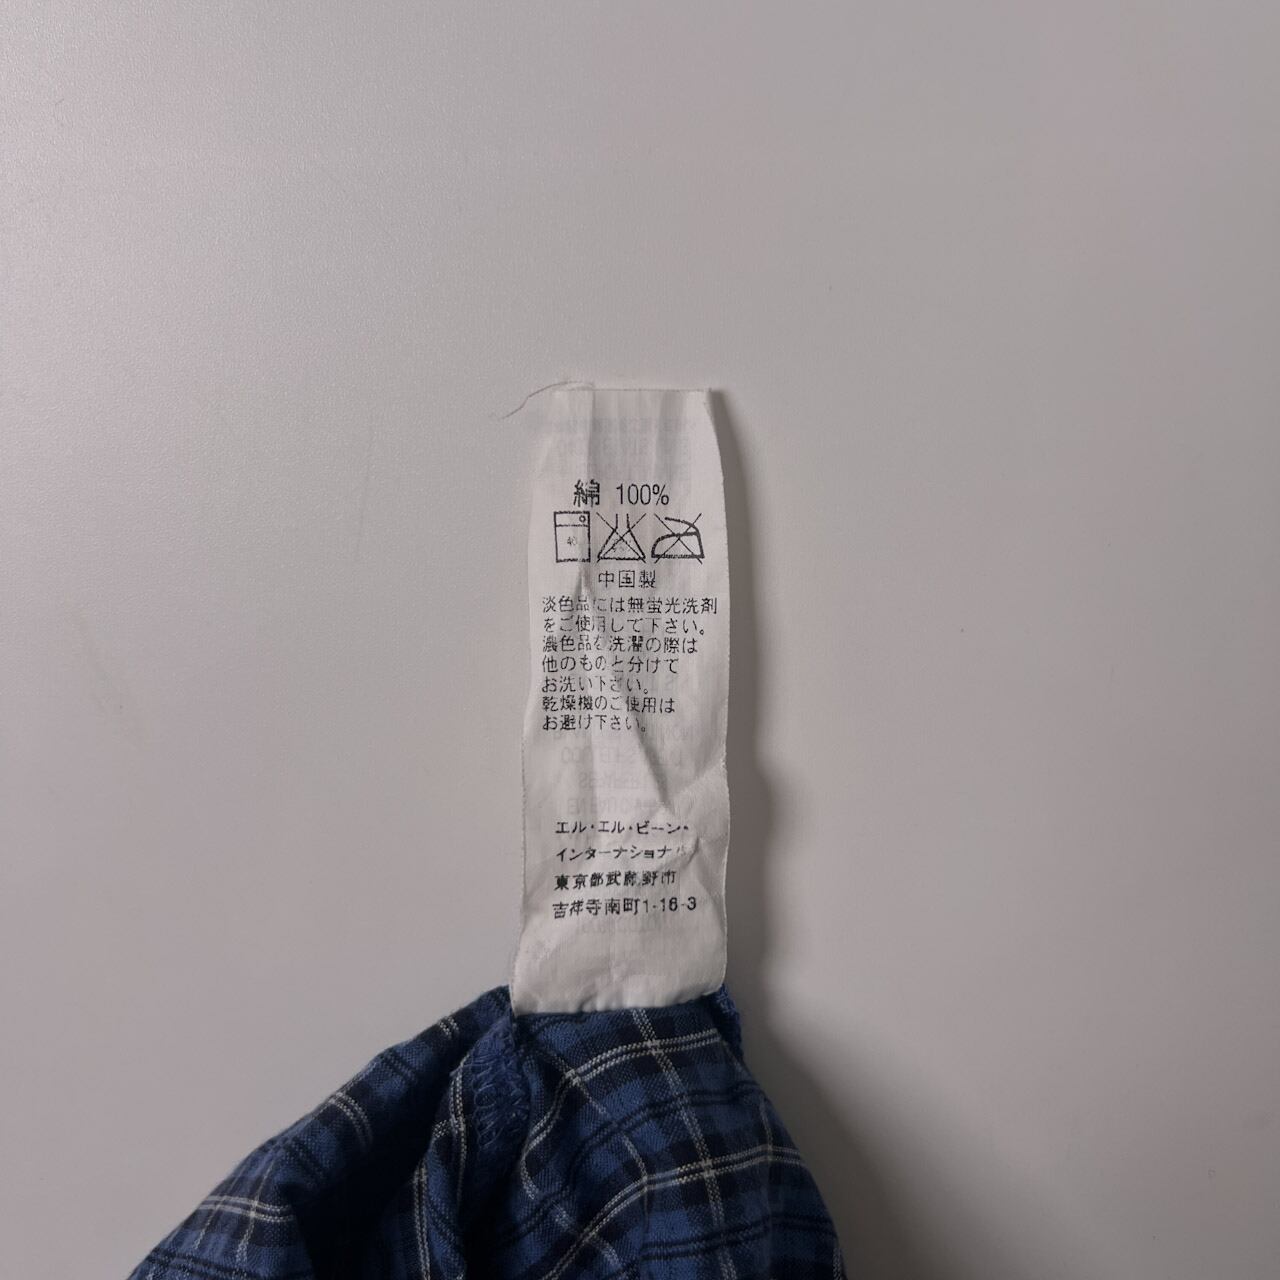 綿 100%
40
中国製
淡色品には無蛍光洗剤
をご使用して下さい。
濃色品を洗濯の際は
他のものと分けて
お洗い下さい。
乾燥機のご使用は
お避け下さい。
エル・エル・ビーン・
インターナショナル
東京都武蔵野市
吉祥寺南町1-16-3